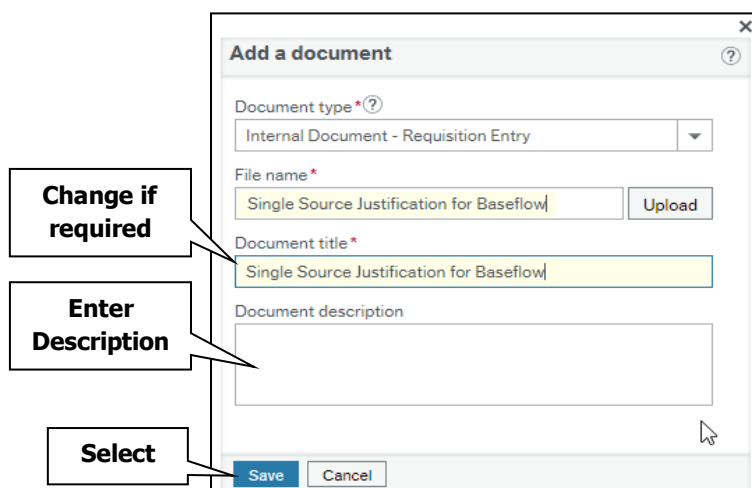 ×
Add a document
?
Document type *?
Internal Document - Requisition Entry
File name *
Single Source Justification for Baseflow
Upload
Change if
required
Document title *
Single Source Justification for Baseflow
Document description
Enter
Description
Select
Save
Cancel